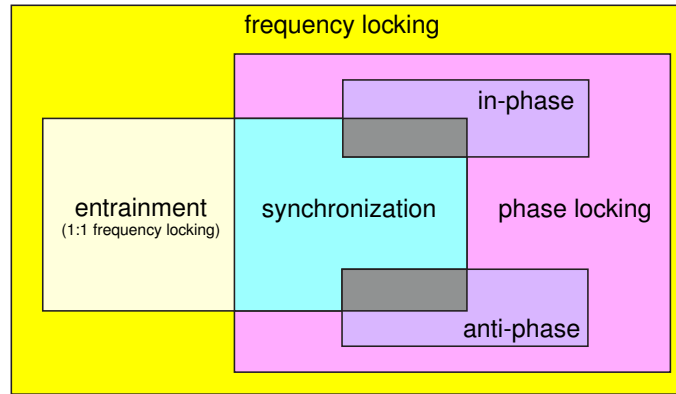 frequency locking
in-phase
entrainment
(1:1 frequency locking)
synchronization
phase locking
anti-phase